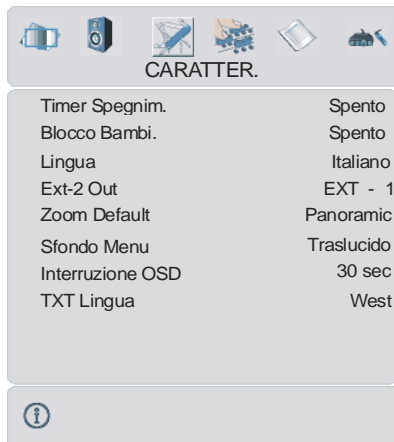 CARATTER.
Timer Spegnim. Spento
Blocco Bambi. Spento
Lingua Italiano
Ext-2 Out EXT - 1
Zoom Default Panoramic
Sfondo Menu Traslucido
Interruzione OSD 30 sec
TXT Lingua West